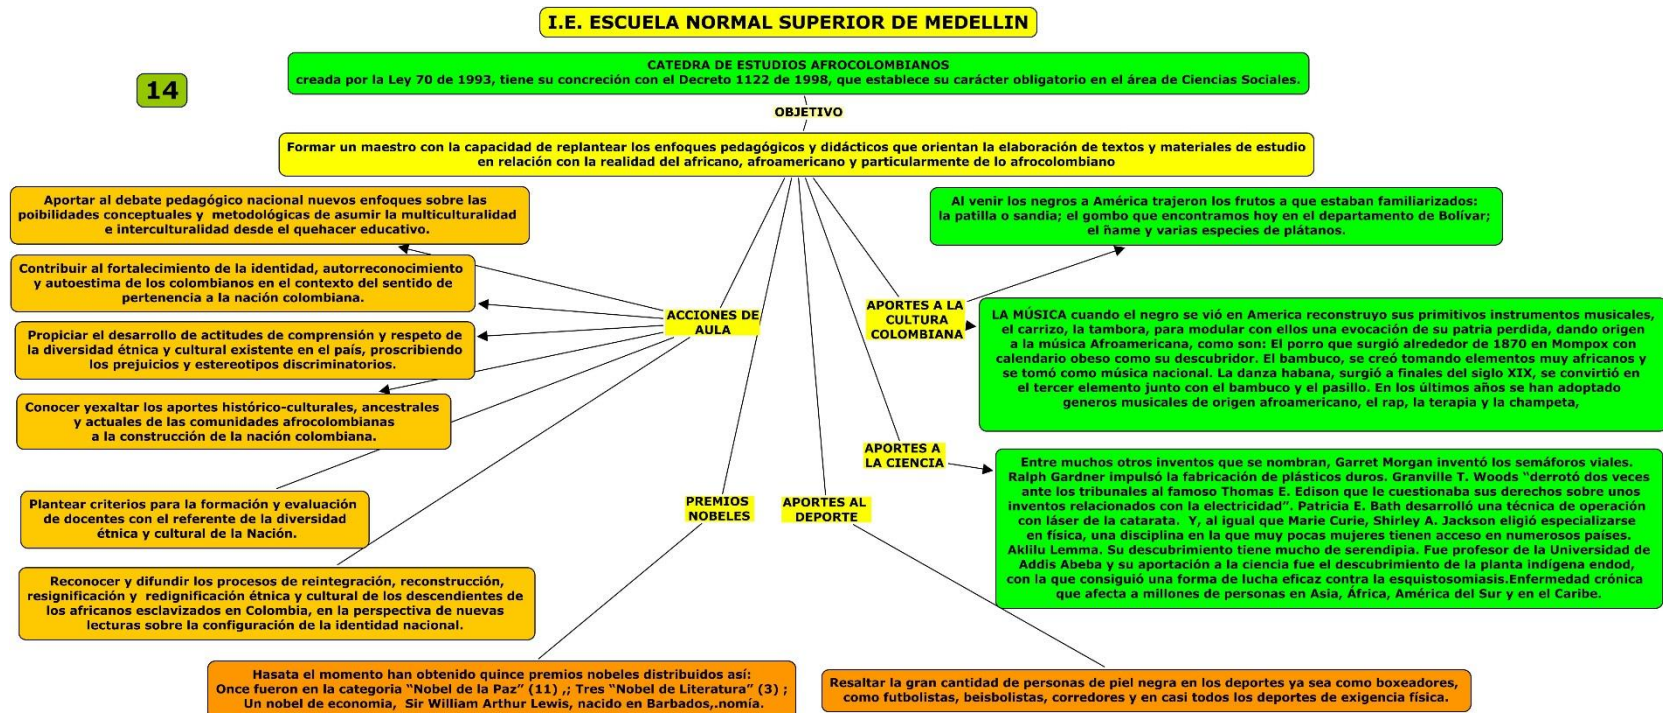 I.E. ESCUELA NORMAL SUPERIOR DE MEDELLIN
14
CATEDRA DE ESTUDIOS AFROCOLOMBIANOS
creada por la Ley 70 de 1993, tiene su concreción con el Decreto 1122 de 1998, que establece su carácter obligatorio en el área de Ciencias Sociales.
OBJETIVO
Formar un maestro con la capacidad de replantear los enfoques pedagógicos y didácticos que orientan la elaboración de textos y materiales de estudio
en relación con la realidad del africano, afroamericano y particularmente de lo afrocolombiano
ACCIONES DE
AULA
Aportar al debate pedagógico nacional nuevos enfoques sobre las
poibilidades conceptuales y metodológicas de asumir la multiculturalidad
e interculturalidad desde el quehacer educativo.
Contribuir al fortalecimiento de la identidad, autorreconocimiento
y autoestima de los colombianos en el contexto del sentido de
pertenencia a la nación colombiana.
Propiciar el desarrollo de actitudes de comprensión y respeto de
la diversidad étnica y cultural existente en el país, proscribiendo
los prejuicios y estereotipos discriminatorios.
Conocer yexaltar los aportes histórico-culturales, ancestrales
y actuales de las comunidades afrocolombianas
a la construcción de la nación colombiana.
Plantear criterios para la formación y evaluación
de docentes con el referente de la diversidad
étnica y cultural de la Nación.
Reconocer y difundir los procesos de reintegración, reconstrucción,
resignificación y redignificación étnica y cultural de los descendientes de
los africanos esclavizados en Colombia, en la perspectiva de nuevas
lecturas sobre la configuración de la identidad nacional.
PREMIOS
NOBELES
Hasata el momento han obtenido quince premios nobeles distribuidos así:
Once fueron en la categoria “Nobel de la Paz” (11) ,; Tres “Nobel de Literatura” (3) ;
Un nobel de economia, Sir William Arthur Lewis, nacido en Barbados,.nomía.
APORTES AL
DEPORTE
Resaltar la gran cantidad de personas de piel negra en los deportes ya sea como boxeadores,
como futbolistas, beisbolistas, corredores y en casi todos los deportes de exigencia física.
APORTES A LA
CULTURA
COLOMBIANA
Al venir los negros a América trajeron los frutos a que estaban familiarizados:
la patilla o sandia; el gombo que encontramos hoy en el departamento de Bolívar;
el ñame y varias especies de plátanos.
LA MÚSICA cuando el negro se vió en America reconstruyo sus primitivos instrumentos musicales,
el carrizo, la tambora, para modular con ellos una evocación de su patria perdida, dando origen
a la música Afroamericana, como son: El porro que surgió alrededor de 1870 en Mompox con
calendario obeso como su descubridor. El bambuco, se creó tomando elementos muy africanos y
se tomó como música nacional. La danza habana, surgió a finales del siglo XIX, se convirtió en
el tercer elemento junto con el bambuco y el pasillo. En los últimos años se han adoptado
generos musicales de origen afroamericano, el rap, la terapia y la champeta,
APORTES A
LA CIENCIA
Entre muchos otros inventos que se nombran, Garret Morgan inventó los semáforos viales.
Ralph Gardner impulsó la fabricación de plásticos duros. Granville T. Woods “derrotó dos veces
ante los tribunales al famoso Thomas E. Edison que le cuestionaba sus derechos sobre unos
inventos relacionados con la electricidad”. Patricia E. Bath desarrolló una técnica de operación
con láser de la catarata. Y, al igual que Marie Curie, Shirley A. Jackson eligió especializarse
en física, una disciplina en la que muy pocas mujeres tienen acceso en numerosos países.
Aklilu Lemma. Su descubrimiento tiene mucho de serendipia. Fue profesor de la Universidad de
Addis Abeba y su aportación a la ciencia fue el descubrimiento de la planta indígena endod,
con la que consiguió una forma de lucha eficaz contra la esquistosomiasis.Enfermedad crónica
que afecta a millones de personas en Asia, África, América del Sur y en el Caribe.